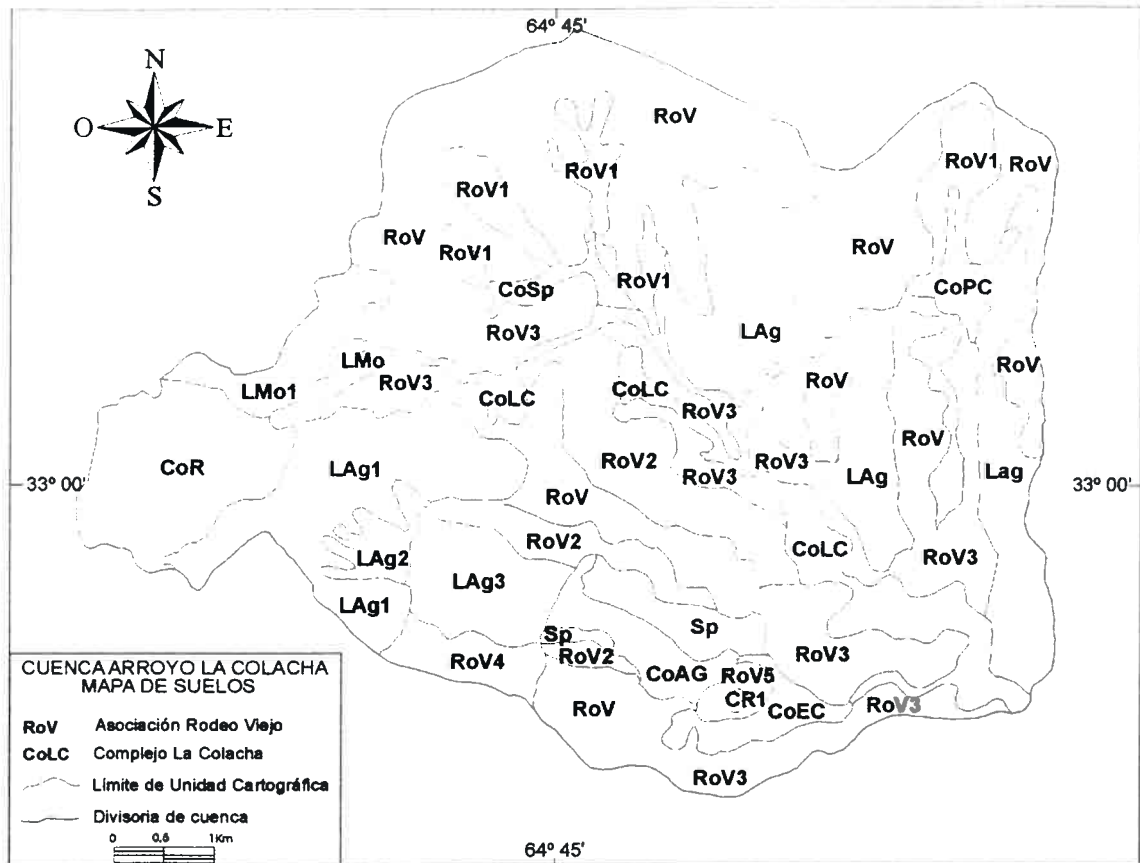 64º 45'
N
O
E
S
RoV
RoV1
RoV1
RoV
RoV1
RoV
RoV1
RoV
CoSp
RoV1
CoPC
RoV3
LAg
LMo
RoV3
LMo1
CoLC
CoLC
RoV3
RoV
RoV
RoV
CoR
LAg1
RoV2
RoV3
RoV3
LAg
Lag
33º 00'
33º 00'
RoV
RoV2
LAg2
LAg3
CoLC
RoV3
LAg1
Sp
Sp
RoV4
RoV2
CoAG
RoV5
RoV3
CR1
CoEC
RoV3
RoV
RoV3
CUENCA ARROYO LA COLACHA
MAPA DE SUELOS
RoV Asociación Rodeo Viejo
CoLC Complejo La Colacha
Límite de Unidad Cartográfica
Divisoria de cuenca
0 0,5 1Km
64º 45'